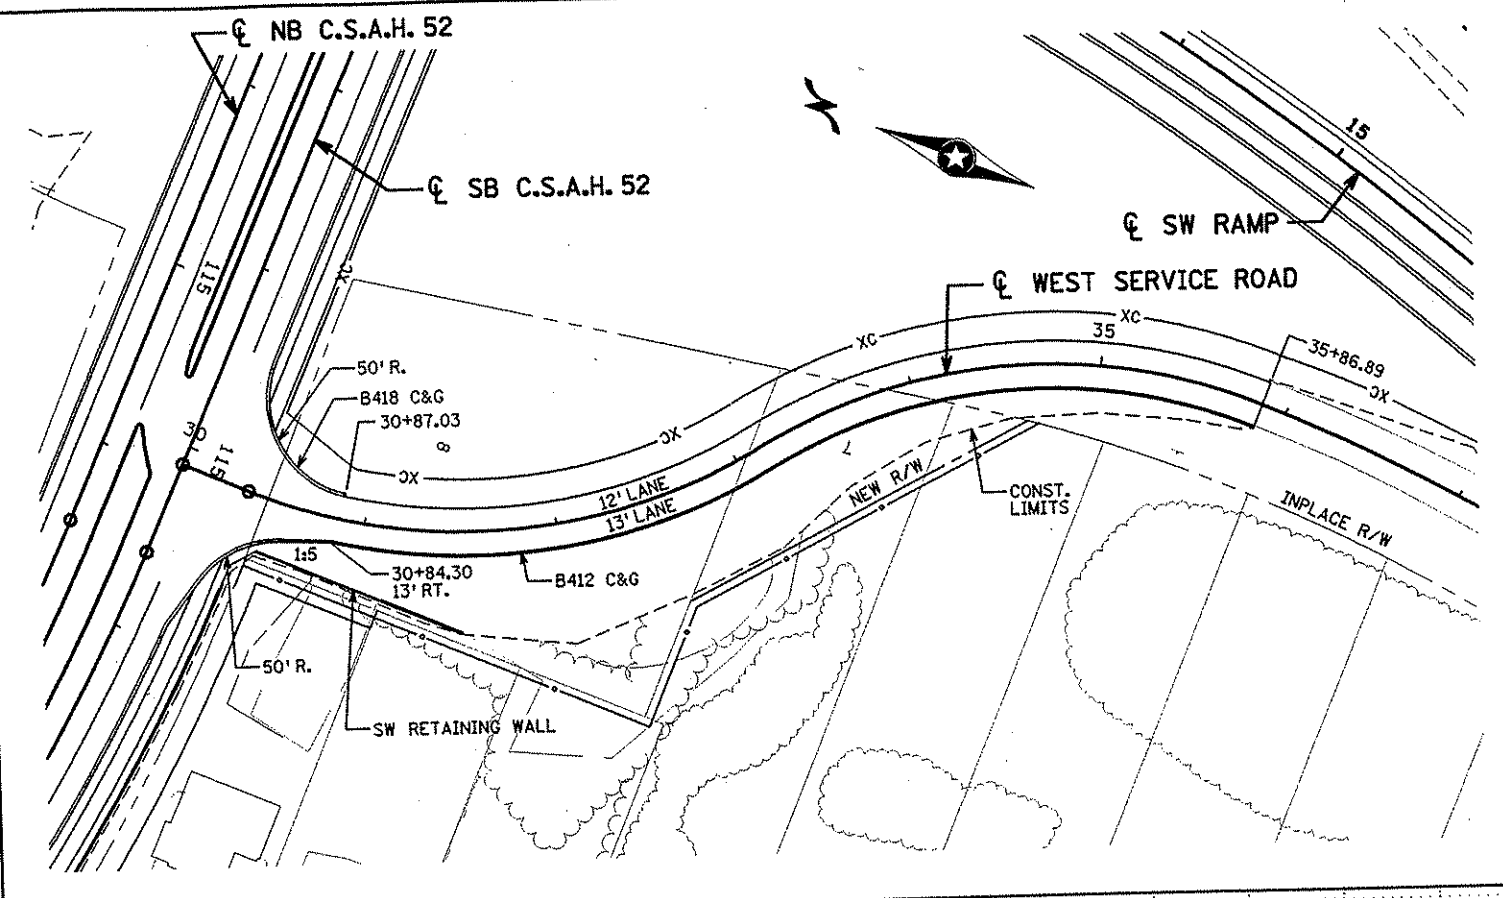 ℄ NB C.S.A.H. 52
℄ SB C.S.A.H. 52
15
℄ SW RAMP
℄ WEST SERVICE ROAD
XC
115
XC
XC
35
35+86.89
XC
50' R.
B418 C&G
30+87.03
30
115
8
XC
XC
7
12' LANE
13' LANE
NEW R/W
CONST.
LIMITS
INPLACE R/W
1:5
30+84.30
13' RT.
B412 C&G
50' R.
SW RETAINING WALL